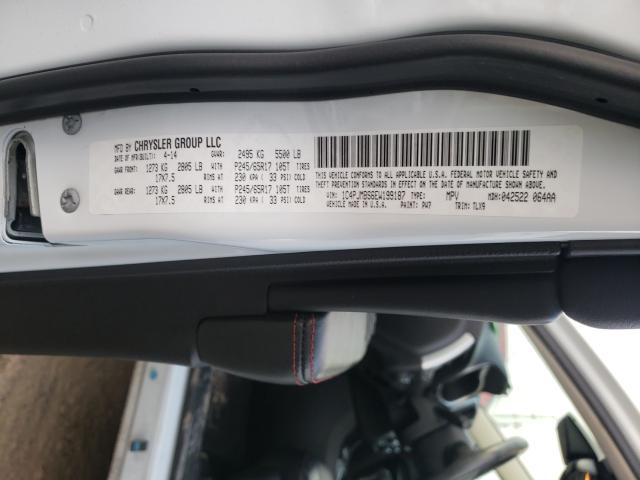 MFD BY CHRYSLER GROUP LLC
DATE OF MFR(BUILT): 4-14 GVWR: 2495 KG 5500 LB
GAWR FRONT: 1273 KG 2805 LB WITH P245/65R17 105T TIRES
17X7.5 RIMS AT 230 KPA ( 33 PSI) COLD
GAWR REAR: 1273 KG 2805 LB WITH P245/65R17 105T TIRES
17X7.5 RIMS AT 230 KPA ( 33 PSI) COLD
THIS VEHICLE CONFORMS TO ALL APPLICABLE U.S.A. FEDERAL MOTOR VEHICLE SAFETY AND
THEFT PREVENTION STANDARDS IN EFFECT ON THE DATE OF MANUFACTURE SHOWN ABOVE.
VIN: 1C4PJMBS6EW199197 TYPE: MPV MDH: 042522 064AA
VEHICLE MADE IN U.S.A. PAINT: PW7 TRIM: TLX9